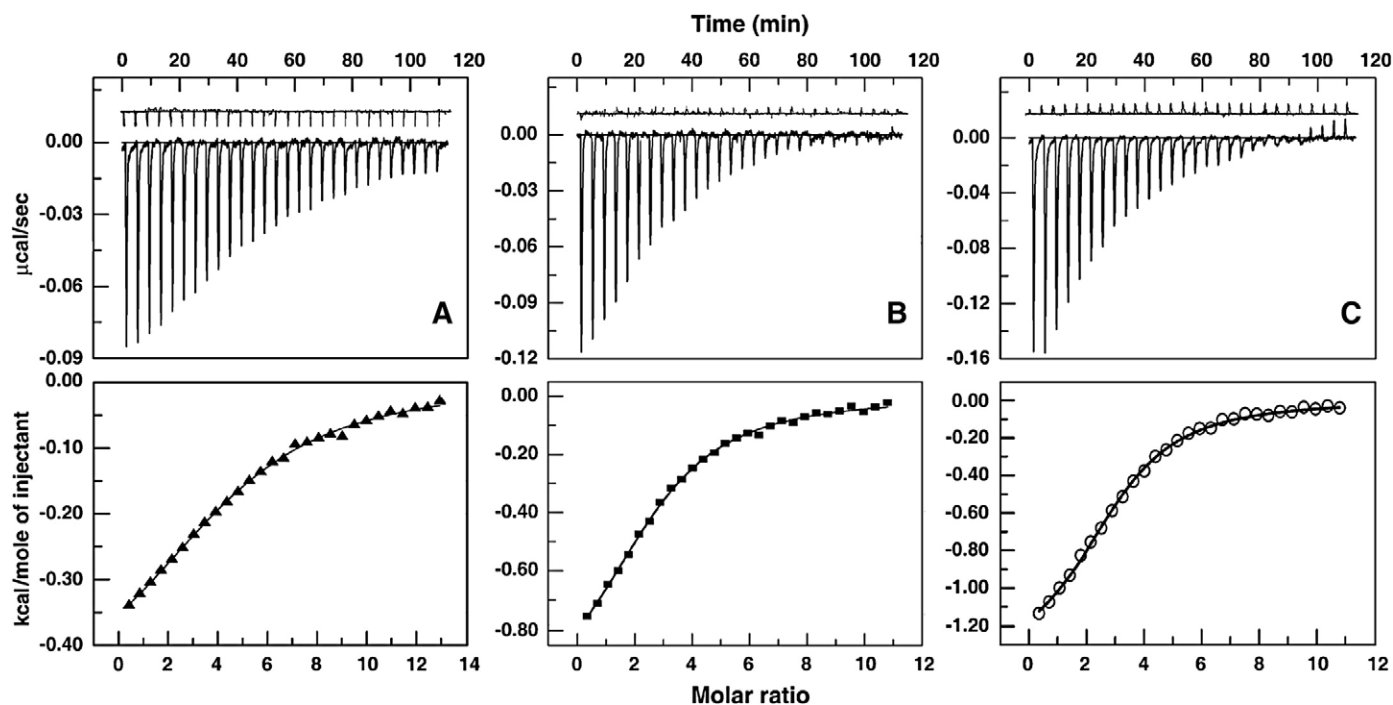 Time (min)
0 20 40 60 80 100 120
0 20 40 60 80 100 120
0 20 40 60 80 100 120
μcal/sec
0.00
-0.03
-0.06
-0.09
A
0.00
-0.03
-0.06
-0.09
-0.12
B
0.00
-0.04
-0.08
-0.12
-0.16
C
kcal/mole of injectant
0.00
-0.10
-0.20
-0.30
-0.40
0 2 4 6 8 10 12 14
0.00
-0.20
-0.40
-0.60
-0.80
0 2 4 6 8 10 12
0.00
-0.20
-0.40
-0.60
-0.80
-1.00
-1.20
0 2 4 6 8 10 12
Molar ratio